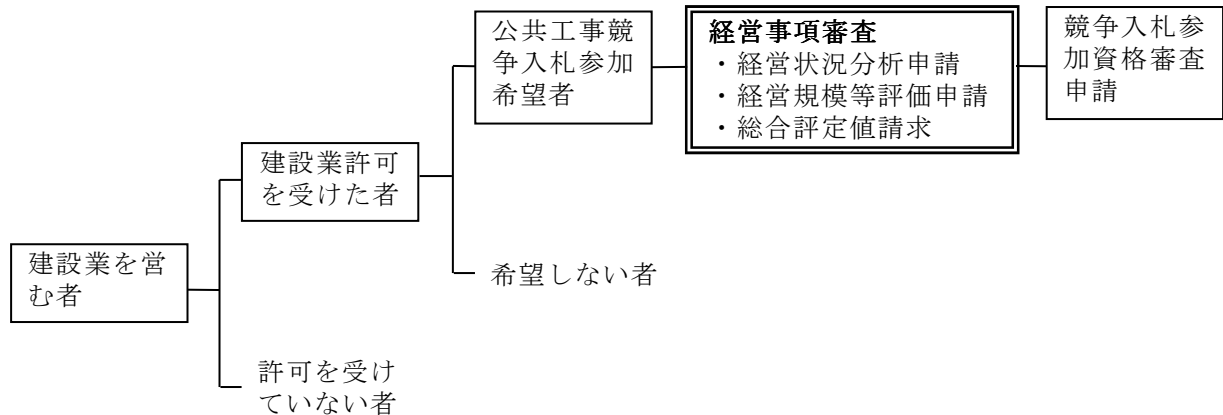 建設業を営
む者
建設業許可
を受けた者
許可を受け
ていない者
公共工事競
争入札参加
希望者
希望しない者
経営事項審査
・経営状況分析申請
・経営規模等評価申請
・総合評定値請求
競争入札参
加資格審査
申請